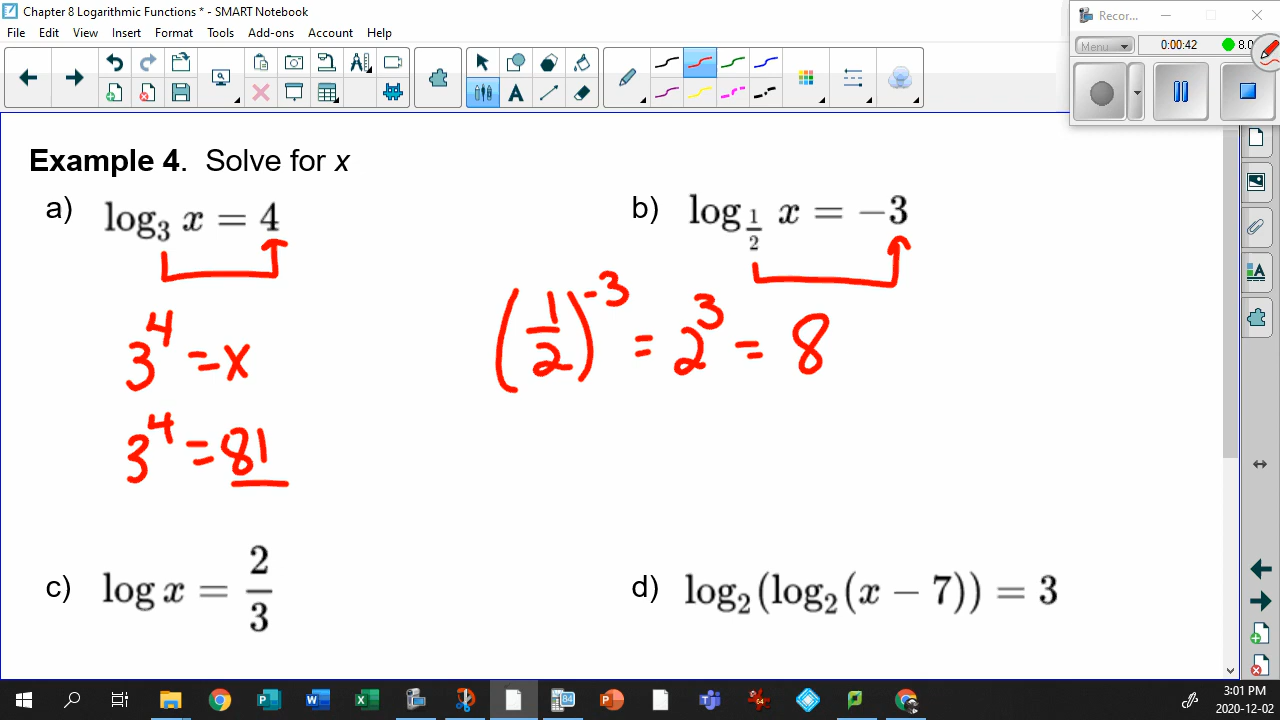 Chapter 8 Logarithmic Functions * - SMART Notebook
File Edit View Insert Format Tools Add-ons Account Help
Recor...
Menu 0:00:42 8.0
Example 4. Solve for x
a) log₃ x = 4
b) log_{1/2} x = −3
3⁴ = x
3⁴ = 81
(1/2)⁻³ = 2³ = 8
c) log x = 2/3
d) log₂(log₂(x − 7)) = 3
3:01 PM
2020-12-02